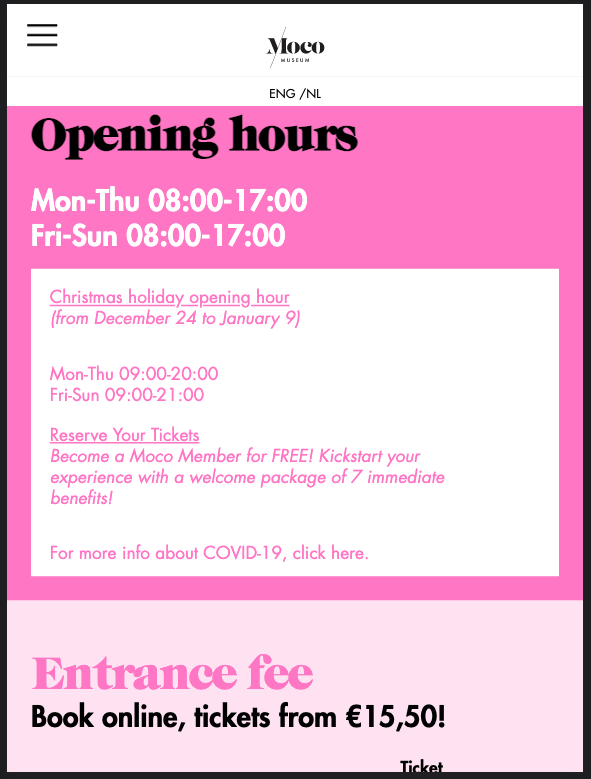 Moco
MUSEUM
ENG /NL
Opening hours
Mon-Thu 08:00-17:00
Fri-Sun 08:00-17:00
Christmas holiday opening hour
(from December 24 to January 9)
Mon-Thu 09:00-20:00
Fri-Sun 09:00-21:00
Reserve Your Tickets
Become a Moco Member for FREE! Kickstart your
experience with a welcome package of 7 immediate
benefits!
For more info about COVID-19, click here.
Entrance fee
Book online, tickets from €15,50!
Ticket